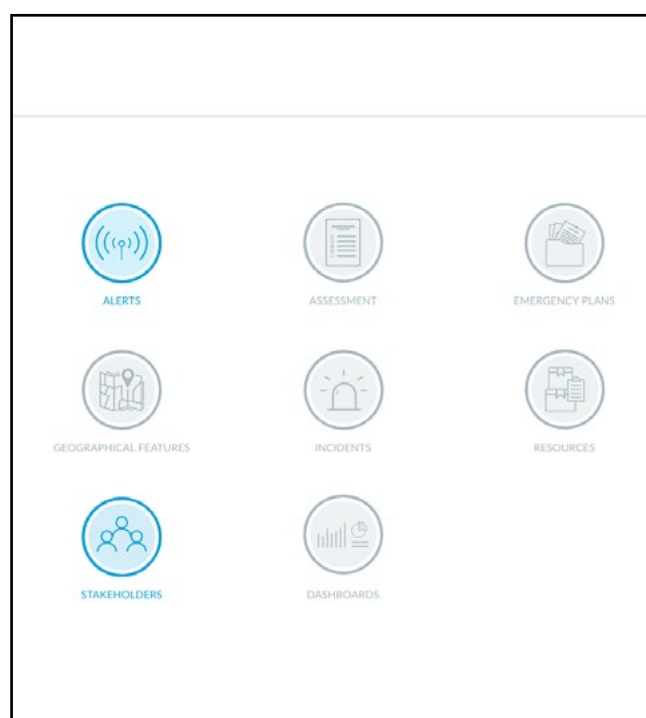 ALERTS
ASSESSMENT
EMERGENCY PLANS
GEOGRAPHICAL FEATURES
INCIDENTS
RESOURCES
STAKEHOLDERS
DASHBOARDS